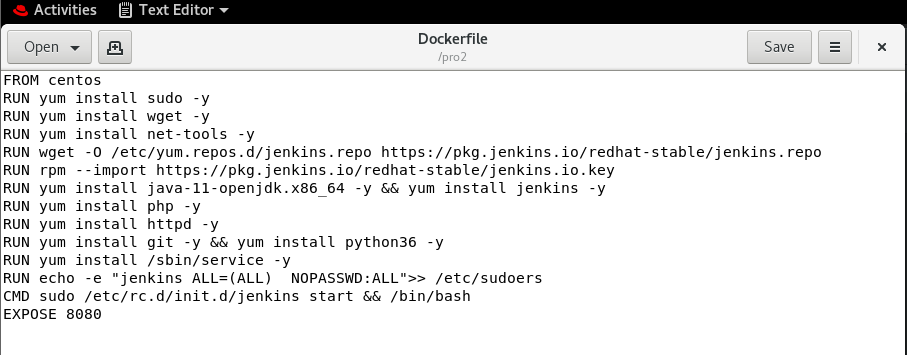 Activities Text Editor
Open Dockerfile Save
/pro2
FROM centos
RUN yum install sudo -y
RUN yum install wget -y
RUN yum install net-tools -y
RUN wget -O /etc/yum.repos.d/jenkins.repo https://pkg.jenkins.io/redhat-stable/jenkins.repo
RUN rpm --import https://pkg.jenkins.io/redhat-stable/jenkins.io.key
RUN yum install java-11-openjdk.x86_64 -y && yum install jenkins -y
RUN yum install php -y
RUN yum install httpd -y
RUN yum install git -y && yum install python36 -y
RUN yum install /sbin/service -y
RUN echo -e "jenkins ALL=(ALL)  NOPASSWD:ALL">> /etc/sudoers
CMD sudo /etc/rc.d/init.d/jenkins start && /bin/bash
EXPOSE 8080